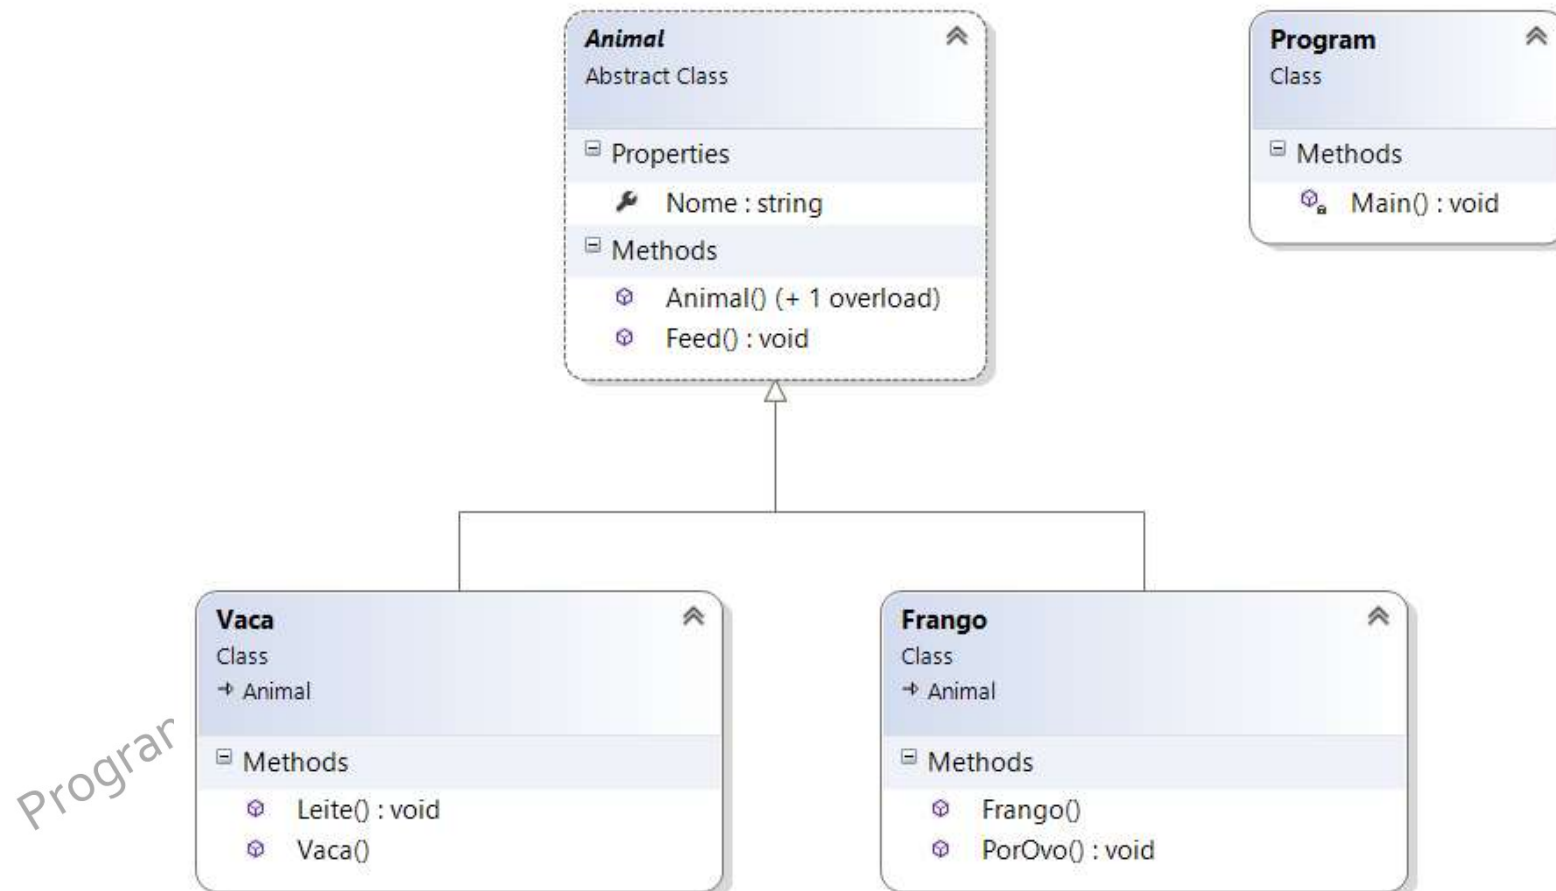 Animal
Abstract Class
Properties
Nome : string
Methods
Animal() (+ 1 overload)
Feed() : void
Program
Class
Methods
Main() : void
Vaca
Class
Animal
Methods
Leite() : void
Vaca()
Frango
Class
Animal
Methods
Frango()
PorOvo() : void
Progran